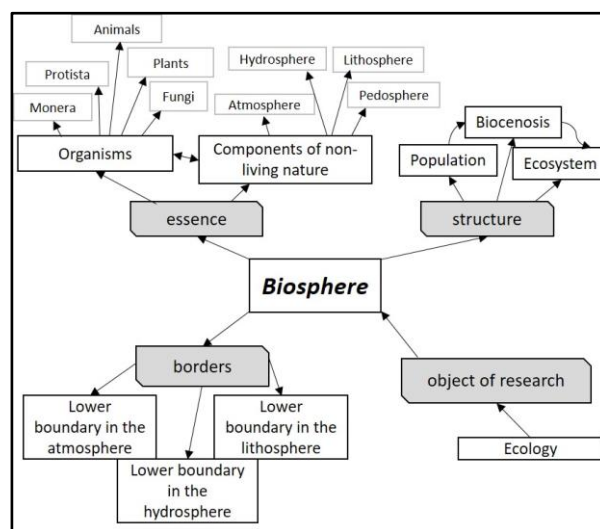 Animals
Hydrosphere
Lithosphere
Protista
Plants
Monera
Fungi
Atmosphere
Pedosphere
Biocenosis
Organisms
Components of non-
living nature
Population
Ecosystem
essence
structure
Biosphere
borders
object of research
Lower
boundary in the
atmosphere
Lower
boundary in the
lithosphere
Lower boundary
in the
hydrosphere
Ecology